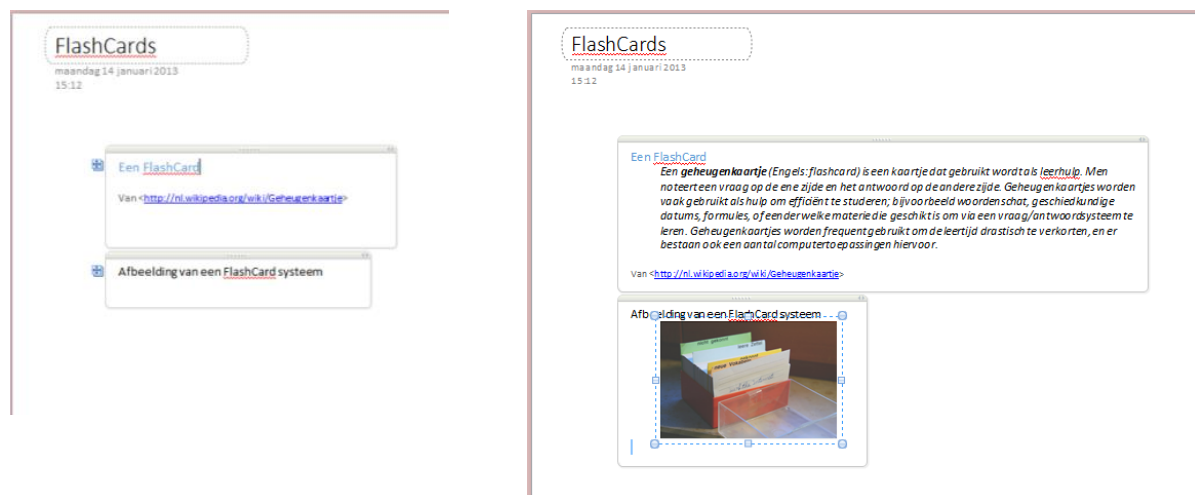 FlashCards
maandag 14 januari 2013
15:12
Een FlashCard
Van <http://nl.wikipedia.org/wiki/Geheugenkaartje>
Afbeelding van een FlashCard systeem
FlashCards
maandag 14 januari 2013
15:12
Een FlashCard
Een geheugenkaartje (Engels: flashcard) is een kaartje dat gebruikt wordt als leerhulp. Men
noteert een vraag op de ene zijde en het antwoord op de andere zijde. Geheugenkaartjes worden
vaak gebruikt als hulp om efficiënt te studeren; bijvoorbeeld woordenschat, geschiedkundige
datums, formules, of eender welke materie die geschikt is om via een vraag/antwoordsysteem te
leren. Geheugenkaartjes worden frequent gebruikt om de leertijd drastisch te verkorten, en er
bestaan ook een aantal computertoepassingen hiervoor.
Van <http://nl.wikipedia.org/wiki/Geheugenkaartje>
Afbeelding van een FlashCard systeem
neue Vokabeln